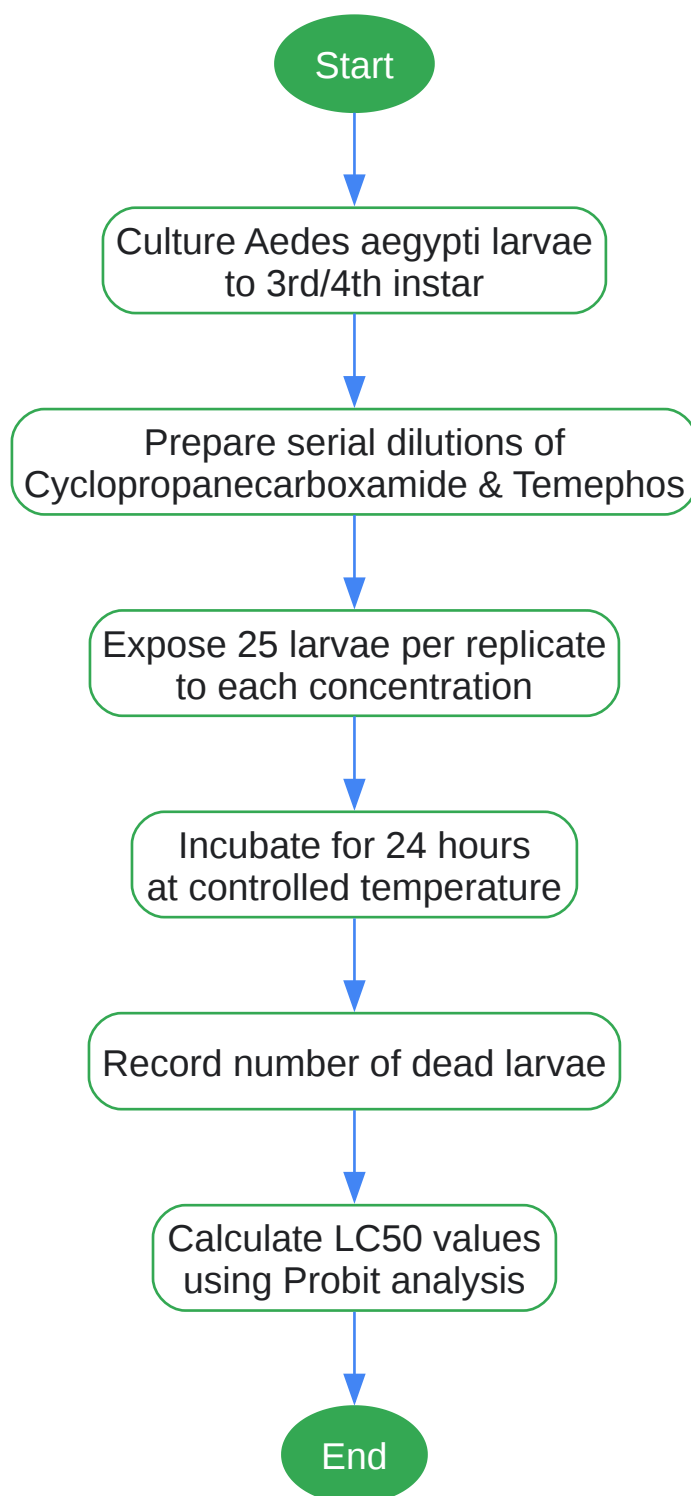 Start
Culture Aedes aegypti larvae
to 3rd/4th instar
Prepare serial dilutions of
Cyclopropanecarboxamide & Temephos
Expose 25 larvae per replicate
to each concentration
Incubate for 24 hours
at controlled temperature
Record number of dead larvae
Calculate LC50 values
using Probit analysis
End